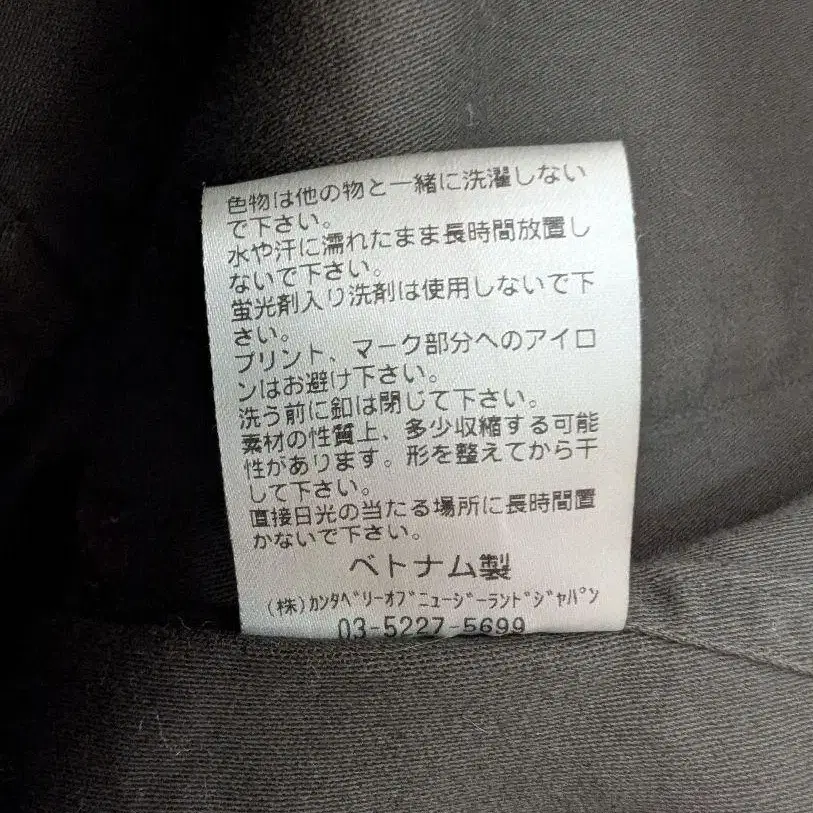 色物は他の物と一緒に洗濯しない
で下さい。
水や汗に濡れたまま長時間放置し
ないで下さい。
蛍光剤入り洗剤は使用しないで下
さい。
プリント、マーク部分へのアイロ
ンはお避け下さい。
洗う前に釦は閉じて下さい。
素材の性質上、多少収縮する可能
性があります。形を整えてから干
して下さい。
直接日光の当たる場所に長時間置
かないで下さい。
ベトナム製
(株)ｶﾝﾀﾍﾞﾘｰｵﾌﾞﾆｭｰｼﾞｰﾗﾝﾄﾞｼﾞｬﾊﾟﾝ
03-5227-5699